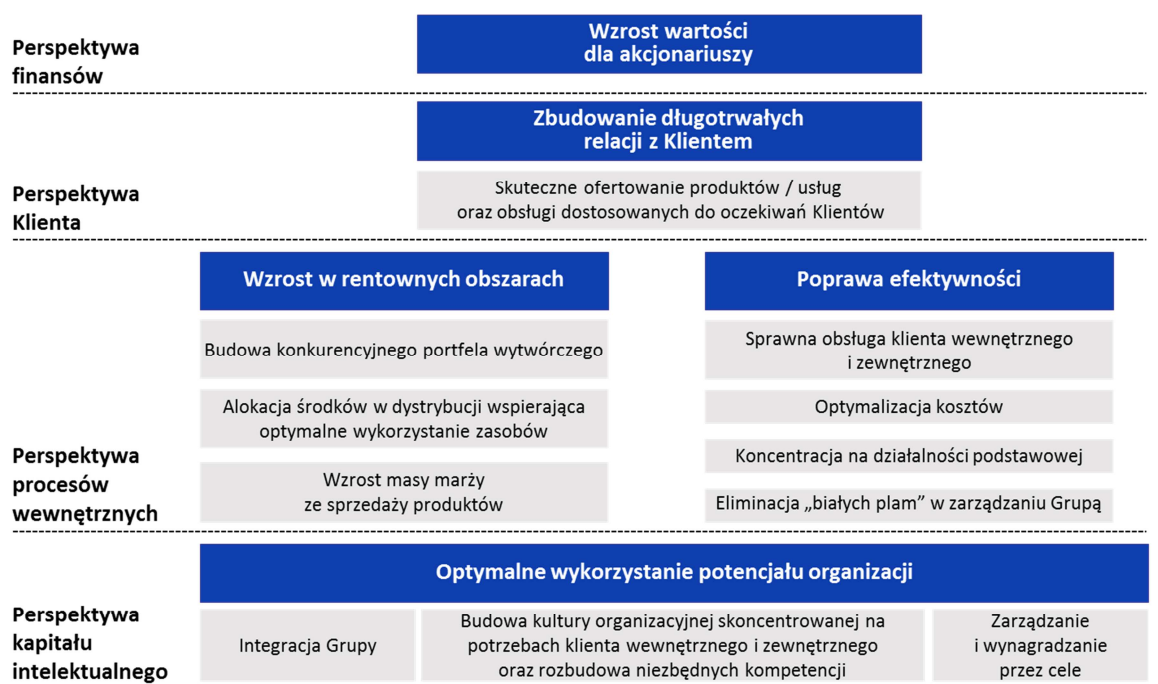 Perspektywa
finansów
Wzrost wartości
dla akcjonariuszy
Perspektywa
Klienta
Zbudowanie długotrwałych
relacji z Klientem
Skuteczne ofertowanie produktów / usług
oraz obsługi dostosowanych do oczekiwań Klientów
Perspektywa
procesów
wewnętrznych
Wzrost w rentownych obszarach
Budowa konkurencyjnego portfela wytwórczego
Alokacja środków w dystrybucji wspierająca
optymalne wykorzystanie zasobów
Wzrost masy marży
ze sprzedaży produktów
Poprawa efektywności
Sprawna obsługa klienta wewnętrznego
i zewnętrznego
Optymalizacja kosztów
Koncentracja na działalności podstawowej
Eliminacja „białych plam” w zarządzaniu Grupą
Perspektywa
kapitału
intelektualnego
Optymalne wykorzystanie potencjału organizacji
Integracja Grupy
Budowa kultury organizacyjnej skoncentrowanej na
potrzebach klienta wewnętrznego i zewnętrznego
oraz rozbudowa niezbędnych kompetencji
Zarządzanie
i wynagradzanie
przez cele